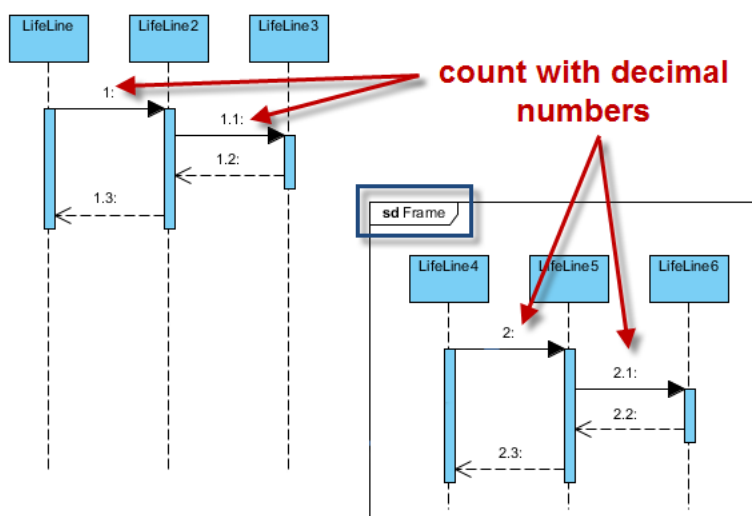 LifeLine
LifeLine2
LifeLine3
count with decimal
numbers
1:
1.1:
1.2:
1.3:
sd Frame
LifeLine4
LifeLine5
LifeLine6
2:
2.1:
2.2:
2.3: